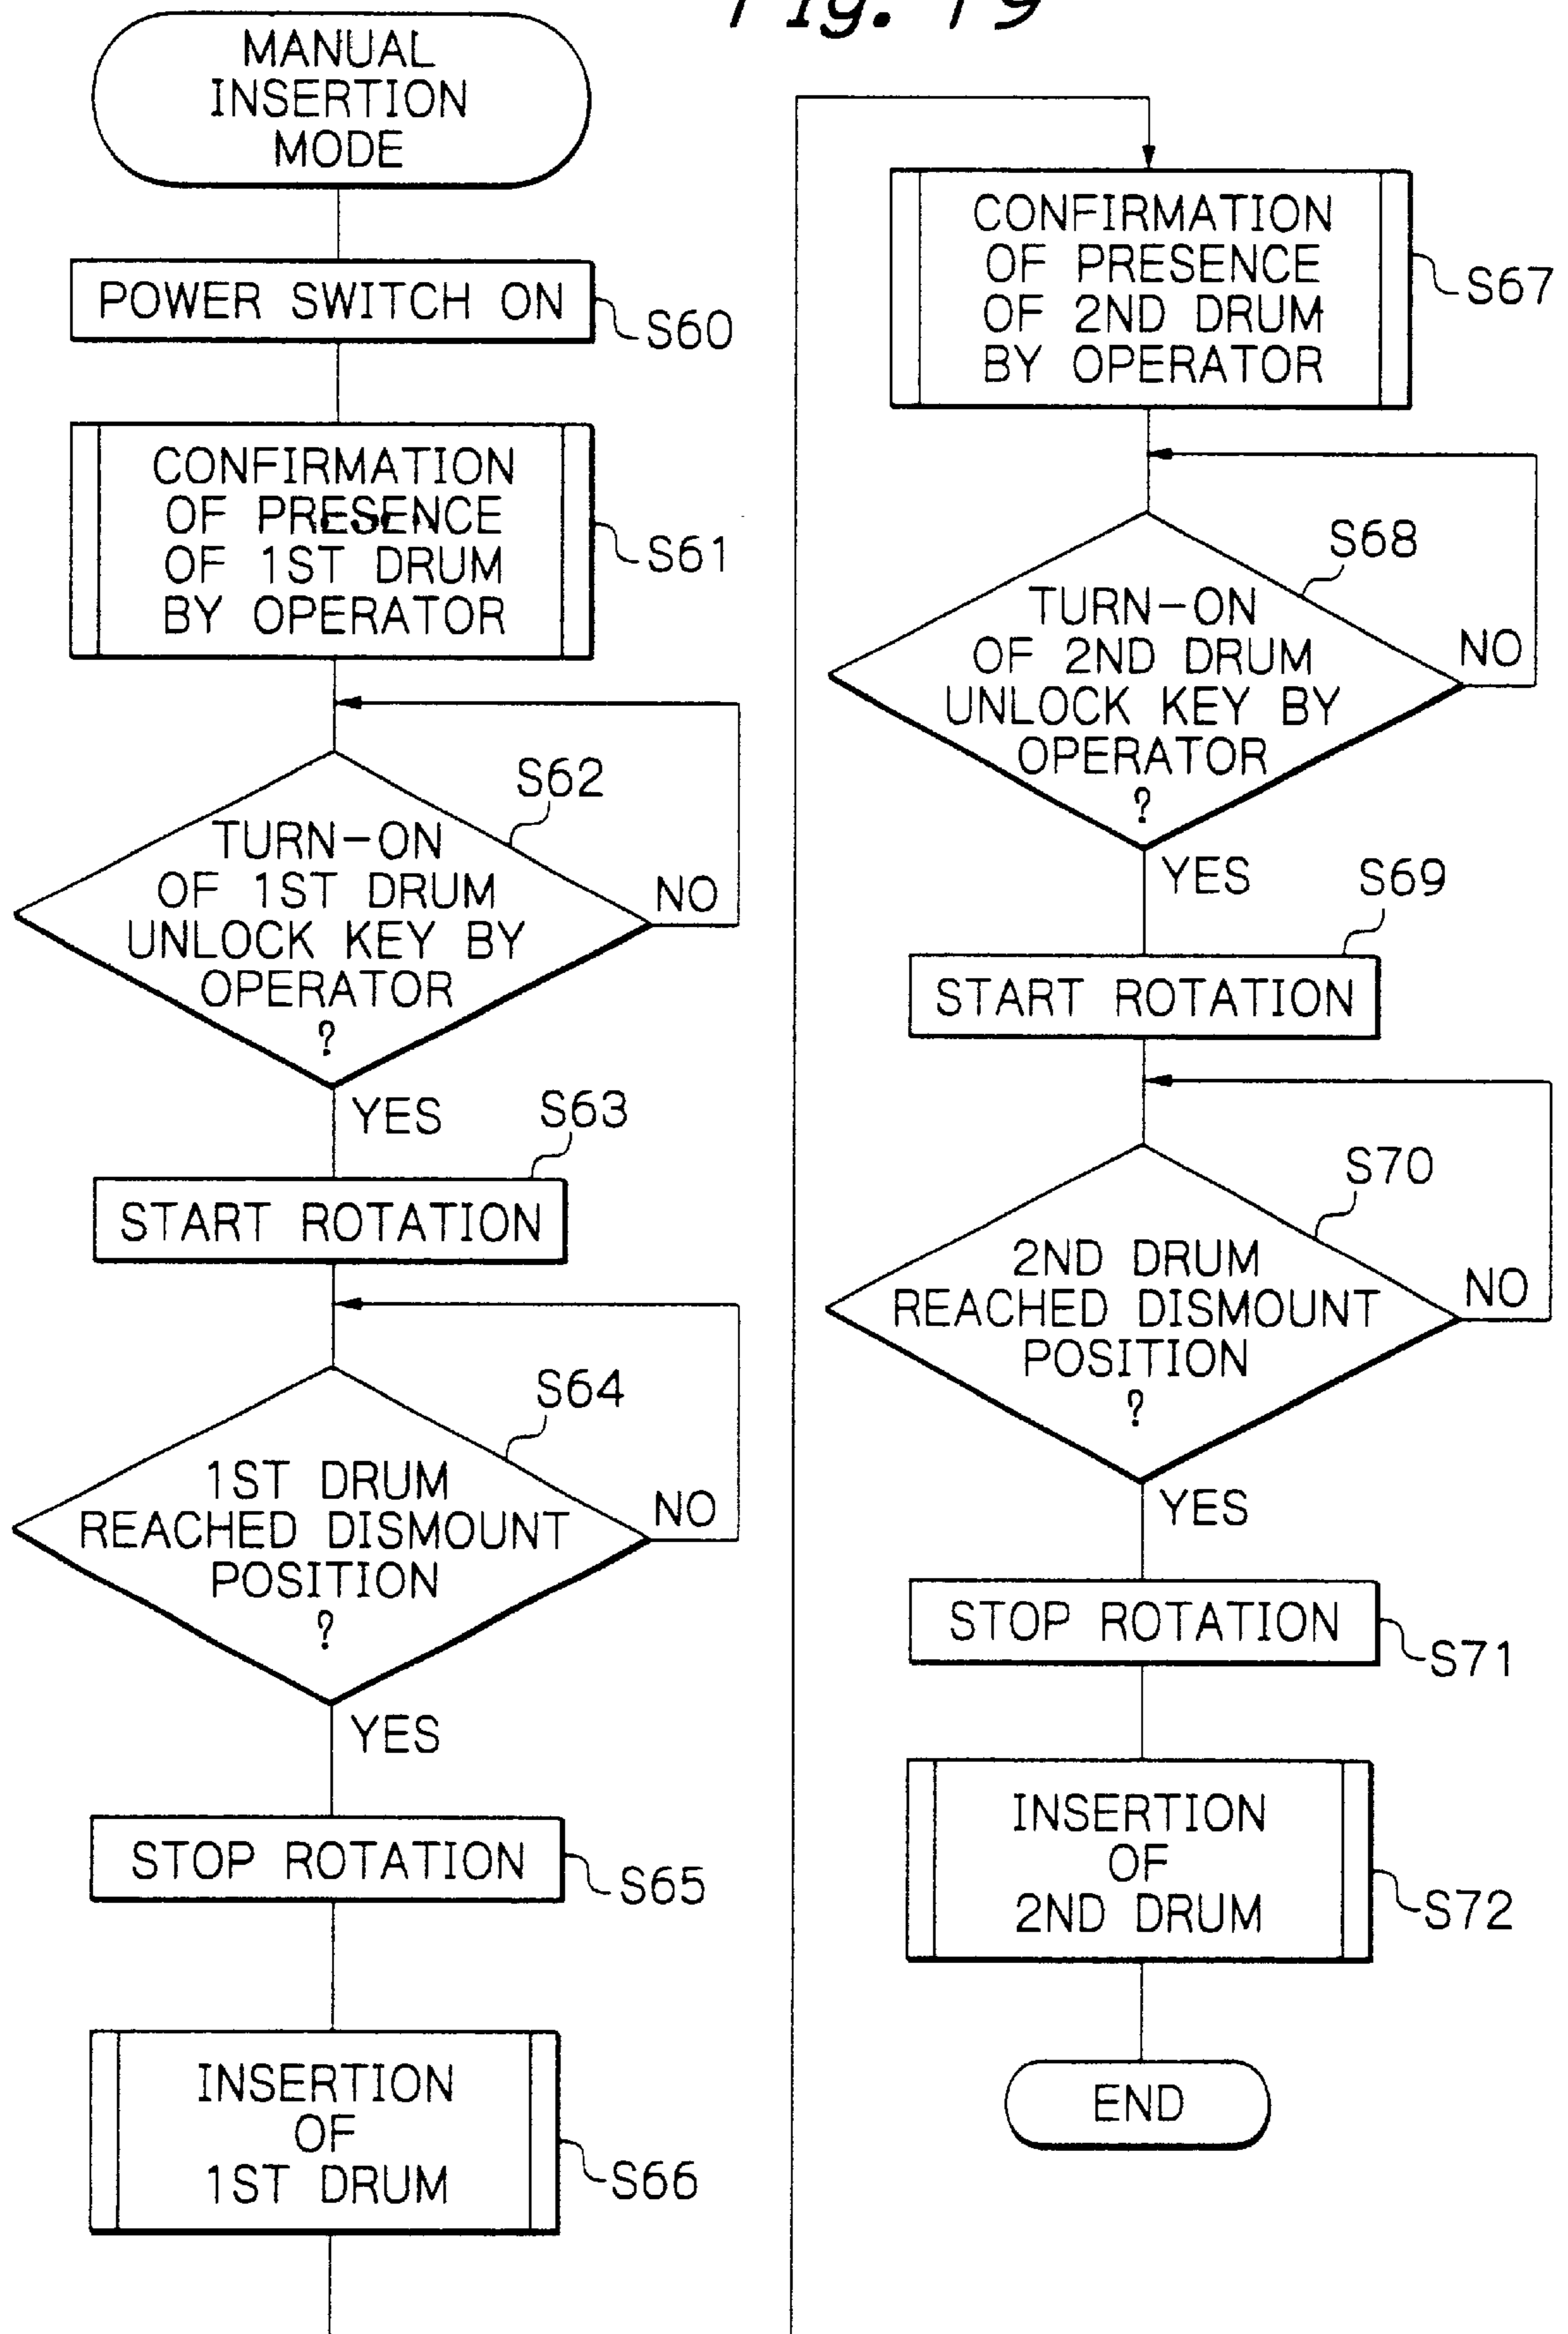 Fig. 19
MANUAL
INSERTION
MODE
POWER SWITCH ON
S60
CONFIRMATION
OF PRESENCE
OF 1ST DRUM
BY OPERATOR
S61
S62
TURN-ON
OF 1ST DRUM
UNLOCK KEY BY
OPERATOR
?
NO
YES
S63
START ROTATION
S64
1ST DRUM
REACHED DISMOUNT
POSITION
?
NO
YES
STOP ROTATION
S65
INSERTION
OF
1ST DRUM
S66
CONFIRMATION
OF PRESENCE
OF 2ND DRUM
BY OPERATOR
S67
S68
TURN-ON
OF 2ND DRUM
UNLOCK KEY BY
OPERATOR
?
NO
YES
S69
START ROTATION
S70
2ND DRUM
REACHED DISMOUNT
POSITION
?
NO
YES
STOP ROTATION
S71
INSERTION
OF
2ND DRUM
S72
END